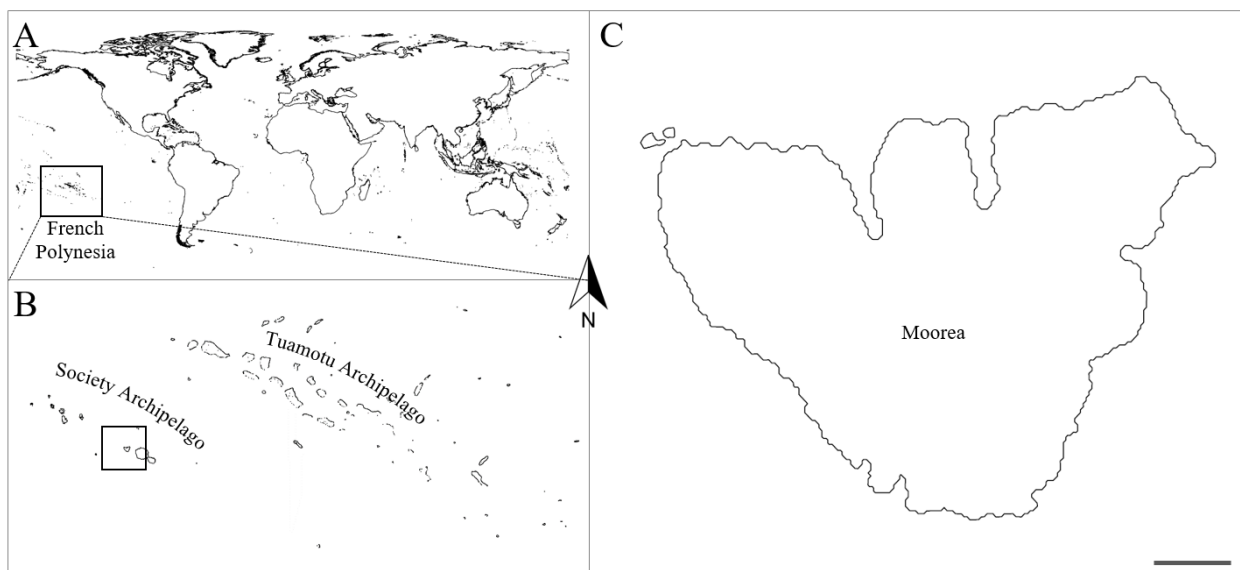 A
French
Polynesia
B
N
Society Archipelago
Tuamotu Archipelago
C
Moorea